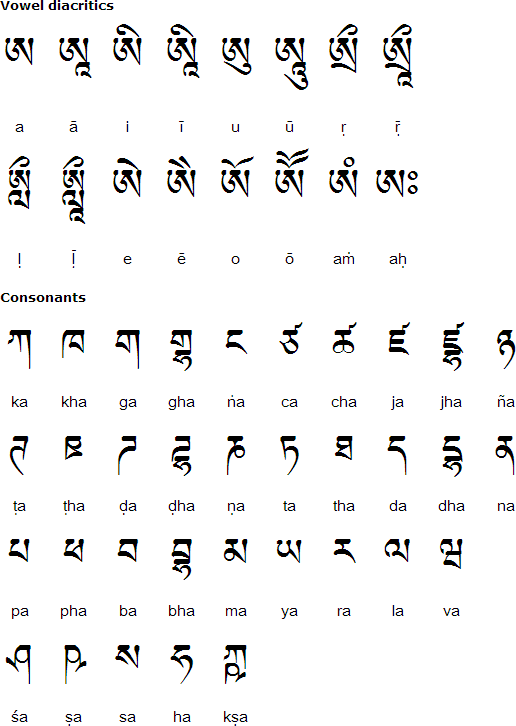 Vowel diacritics
ཨ ཨཱ ཨི ཨཱི ཨུ ཨཱུ ཨྲྀ ཨྲཱྀ
a ā i ī u ū ṛ ṝ
ཨླྀ ཨླཱྀ ཨེ ཨཻ ཨོ ཨཽ ཨཾ ཨཿ
ḷ ḹ e ē o ō aṁ aḥ
Consonants
ཀ ཁ ག གྷ ང ཙ ཚ ཛ ཛྷ ཉ
ka kha ga gha ṅa ca cha ja jha ña
ཊ ཋ ཌ ཌྷ ཎ ཏ ཐ ད དྷ ན
ṭa ṭha ḍa ḍha ṇa ta tha da dha na
པ ཕ བ བྷ མ ཡ ར ལ ཝ
pa pha ba bha ma ya ra la va
ཤ ཥ ས ཧ ཀྵ
śa ṣa sa ha kṣa